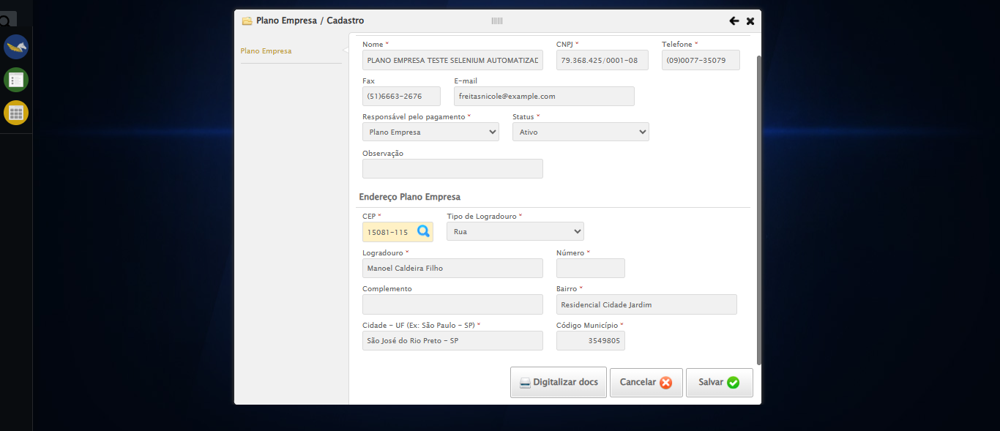 Plano Empresa / Cadastro
Plano Empresa
Nome * CNPJ * Telefone *
PLANO EMPRESA TESTE SELENIUM AUTOMATIZAD 79.368.425/0001-08 (09)0077-35079
Fax E-mail
(51)6663-2676 freitasnicole@example.com
Responsável pelo pagamento * Status *
Plano Empresa Ativo
Observação
Endereço Plano Empresa
CEP * Tipo de Logradouro *
15081-115 Rua
Logradouro * Número *
Manoel Caldeira Filho
Complemento Bairro *
Residencial Cidade Jardim
Cidade - UF (Ex: São Paulo - SP) * Código Município *
São José do Rio Preto - SP 3549805
Digitalizar docs Cancelar Salvar